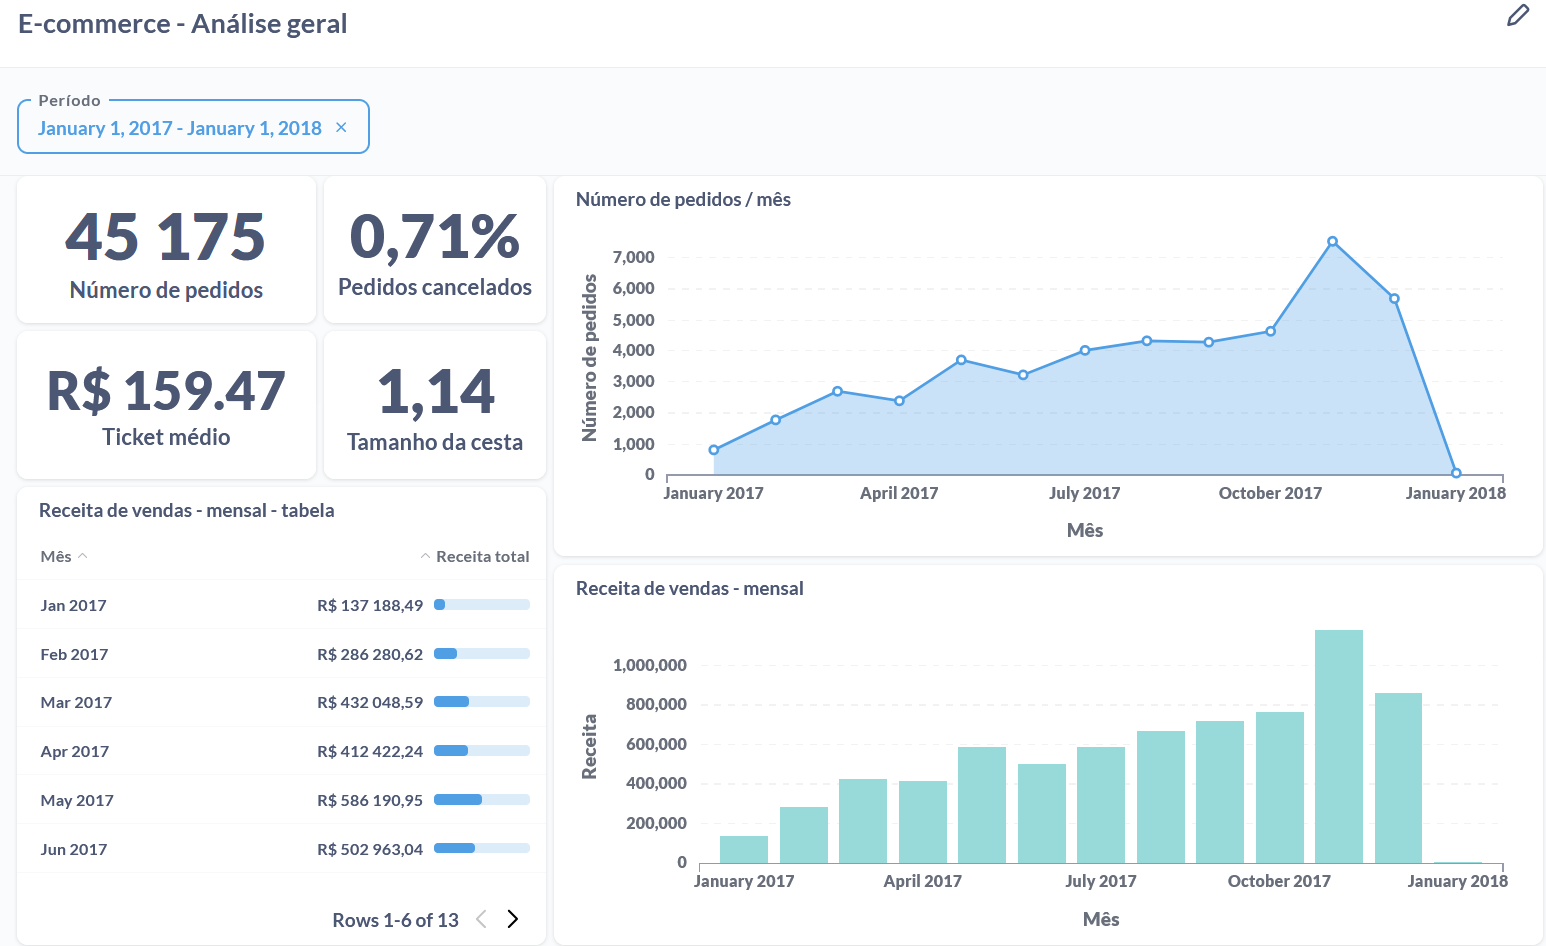 E-commerce - Análise geral
Período
January 1, 2017 - January 1, 2018
45 175
Número de pedidos
0,71%
Pedidos cancelados
R$ 159.47
Ticket médio
1,14
Tamanho da cesta
Receita de vendas - mensal - tabela
Mês Receita total
Jan 2017 R$ 137 188,49
Feb 2017 R$ 286 280,62
Mar 2017 R$ 432 048,59
Apr 2017 R$ 412 422,24
May 2017 R$ 586 190,95
Jun 2017 R$ 502 963,04
Rows 1-6 of 13
Número de pedidos / mês
Número de pedidos
7,000
6,000
5,000
4,000
3,000
2,000
1,000
0
January 2017 April 2017 July 2017 October 2017 January 2018
Mês
Receita de vendas - mensal
Receita
1,000,000
800,000
600,000
400,000
200,000
0
January 2017 April 2017 July 2017 October 2017 January 2018
Mês